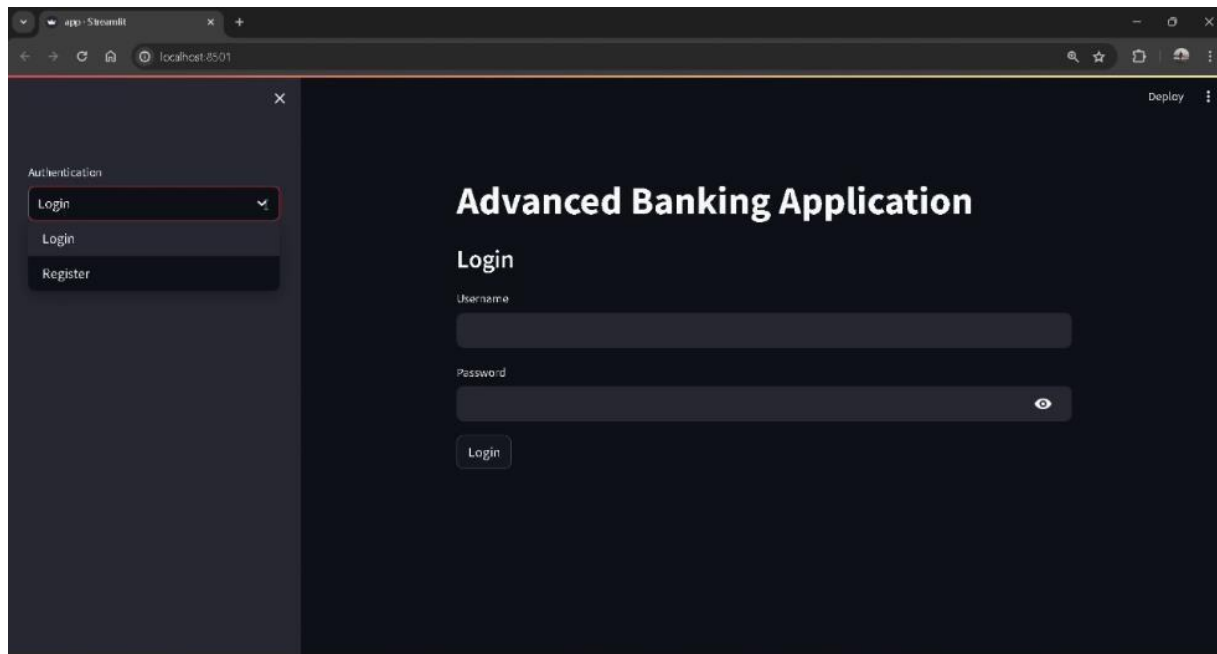 app · Streamlit
localhost:8501
Deploy
Authentication
Login
Login
Register
Advanced Banking Application
Login
Username
Password
Login